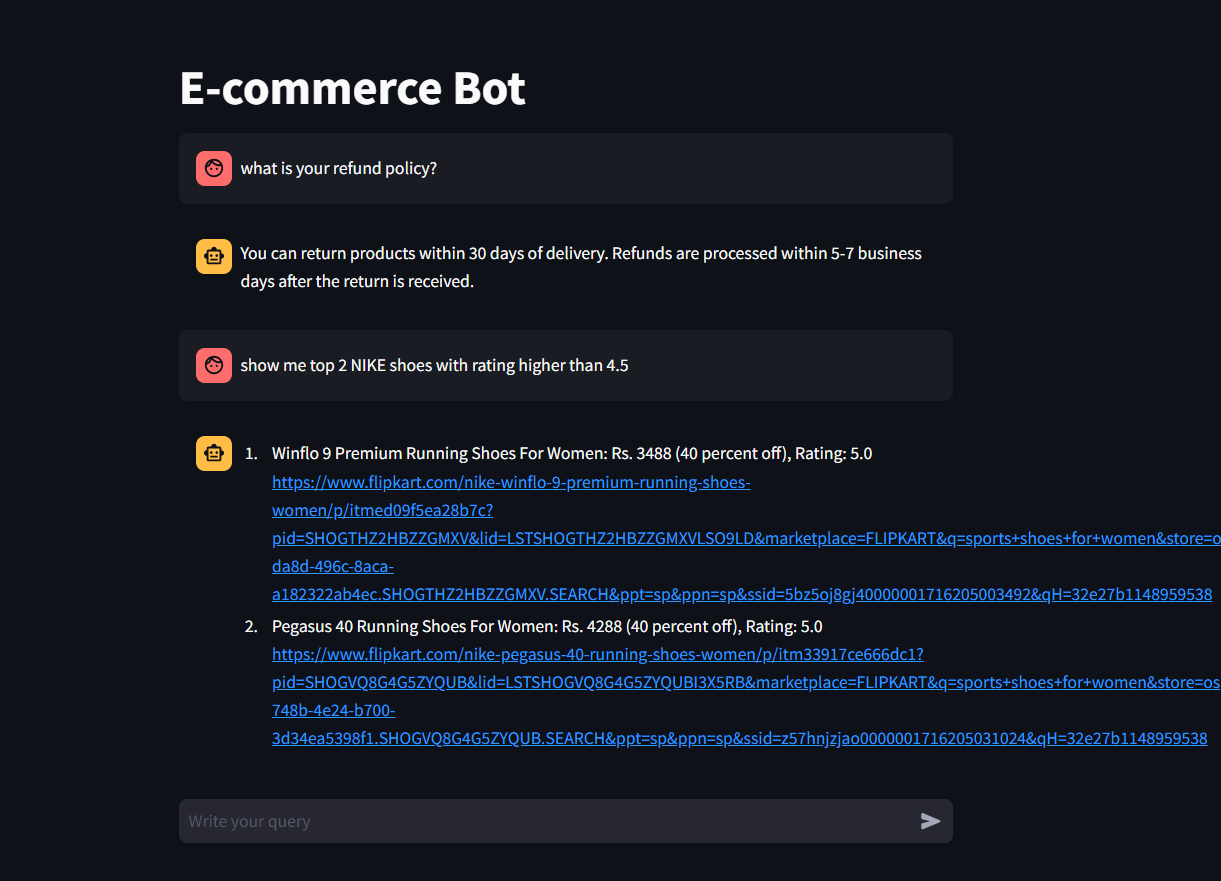 E-commerce Bot
what is your refund policy?
You can return products within 30 days of delivery. Refunds are processed within 5-7 business
days after the return is received.
show me top 2 NIKE shoes with rating higher than 4.5
1. Winflo 9 Premium Running Shoes For Women: Rs. 3488 (40 percent off), Rating: 5.0
https://www.flipkart.com/nike-winflo-9-premium-running-shoes-
women/p/itmed09f5ea28b7c?
pid=SHOGTHZ2HBZZGMXV&lid=LSTSHOGTHZ2HBZZGMXVLSO9LD&marketplace=FLIPKART&q=sports+shoes+for+women&store=o
da8d-496c-8aca-
a182322ab4ec.SHOGTHZ2HBZZGMXV.SEARCH&ppt=sp&ppn=sp&ssid=5bz5oj8gj40000001716205003492&qH=32e27b1148959538
2. Pegasus 40 Running Shoes For Women: Rs. 4288 (40 percent off), Rating: 5.0
https://www.flipkart.com/nike-pegasus-40-running-shoes-women/p/itm33917ce666dc1?
pid=SHOGVQ8G4G5ZYQUB&lid=LSTSHOGVQ8G4G5ZYQUBI3X5RB&marketplace=FLIPKART&q=sports+shoes+for+women&store=os
748b-4e24-b700-
3d34ea5398f1.SHOGVQ8G4G5ZYQUB.SEARCH&ppt=sp&ppn=sp&ssid=z57hnjzjao0000001716205031024&qH=32e27b1148959538
Write your query